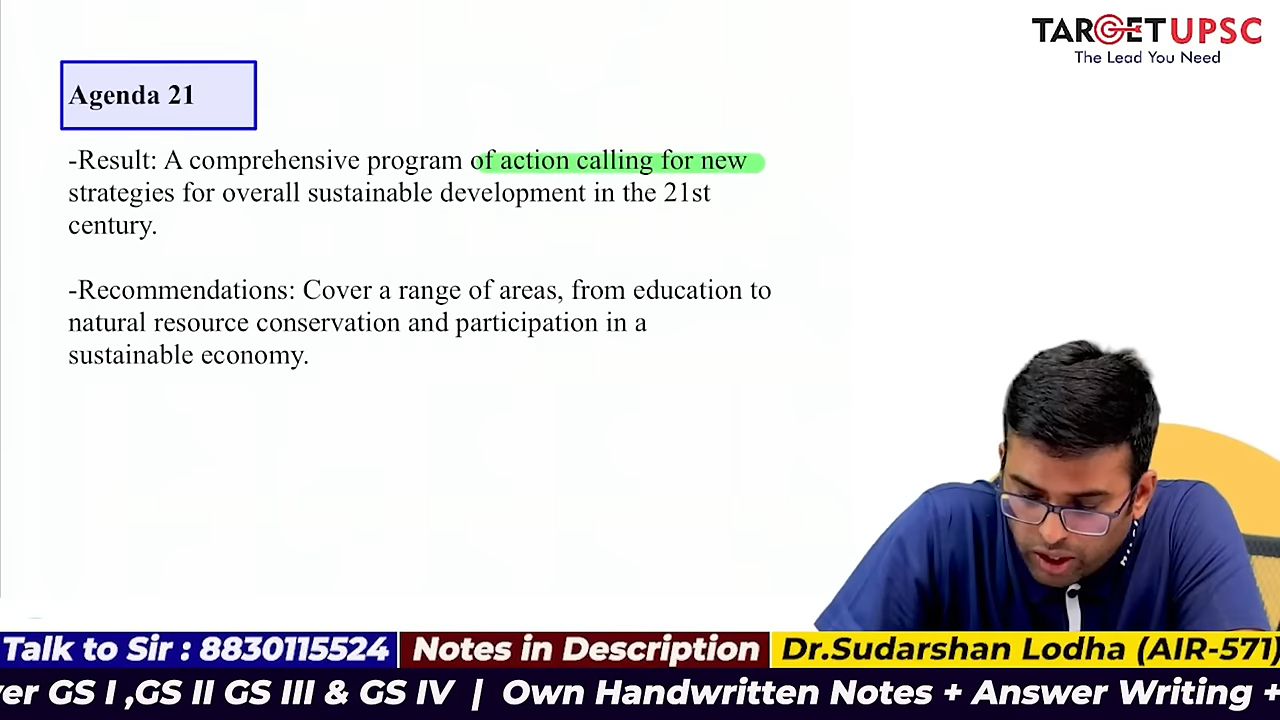 TARGET UPSC
The Lead You Need
Agenda 21
-Result: A comprehensive program of action calling for new
strategies for overall sustainable development in the 21st
century.
-Recommendations: Cover a range of areas, from education to
natural resource conservation and participation in a
sustainable economy.
Talk to Sir : 8830115524 Notes in Description Dr.Sudarshan Lodha (AIR-571)
er GS I ,GS II GS III & GS IV | Own Handwritten Notes + Answer Writing +